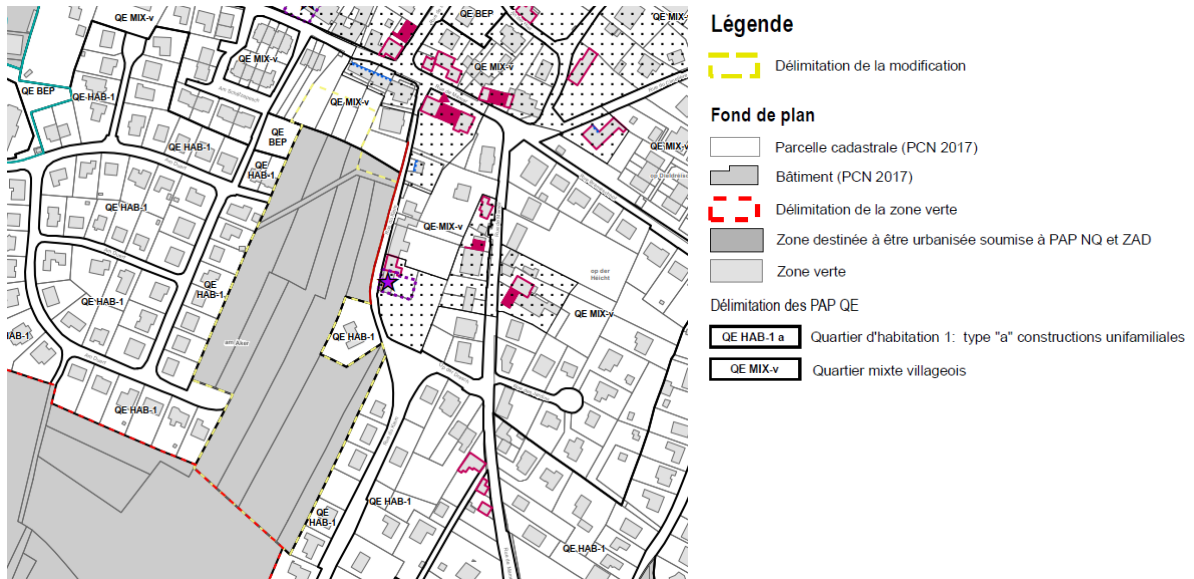 QE MIX-v
QE BEP
QE MIX-v
QE MIX-v
QE BEP
QE HAB-1
QE MIX-v
QE MIX-v
QE HAB-1
QE
BEP
QE MIX-v
QE
HAB-1
op Dieldreisch
QE HAB-1
QE MIX-v
op der
Heicht
QE HAB-1
QE
HAB-1
QE MIX-v
HAB-1
am Aker
QE HAB-1
QE HAB-1
QE HAB-1
QE
HAB-1
QE HAB-1
Légende
Délimitation de la modification
Fond de plan
Parcelle cadastrale (PCN 2017)
Bâtiment (PCN 2017)
Délimitation de la zone verte
Zone destinée à être urbanisée soumise à PAP NQ et ZAD
Zone verte
Délimitation des PAP QE
QE HAB-1 a Quartier d'habitation 1: type "a" constructions unifamiliales
QE MIX-v Quartier mixte villageois